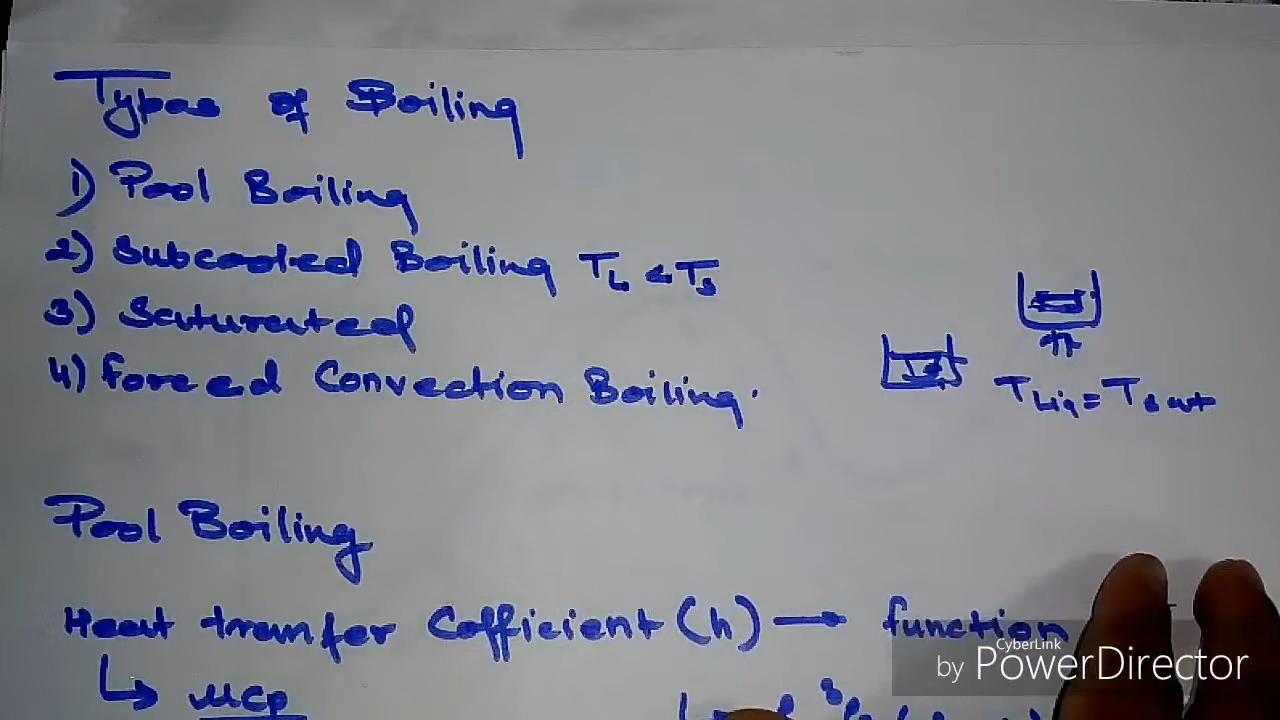 Types of Boiling
1) Pool Boiling
2) Subcooled Boiling TL < Ts
3) Saturated
4) forced Convection Boiling.
TLiq = Tsat
Pool Boiling
Heat transfer Cofficient (h) → function
↳ μCp
CyberLink
by PowerDirector